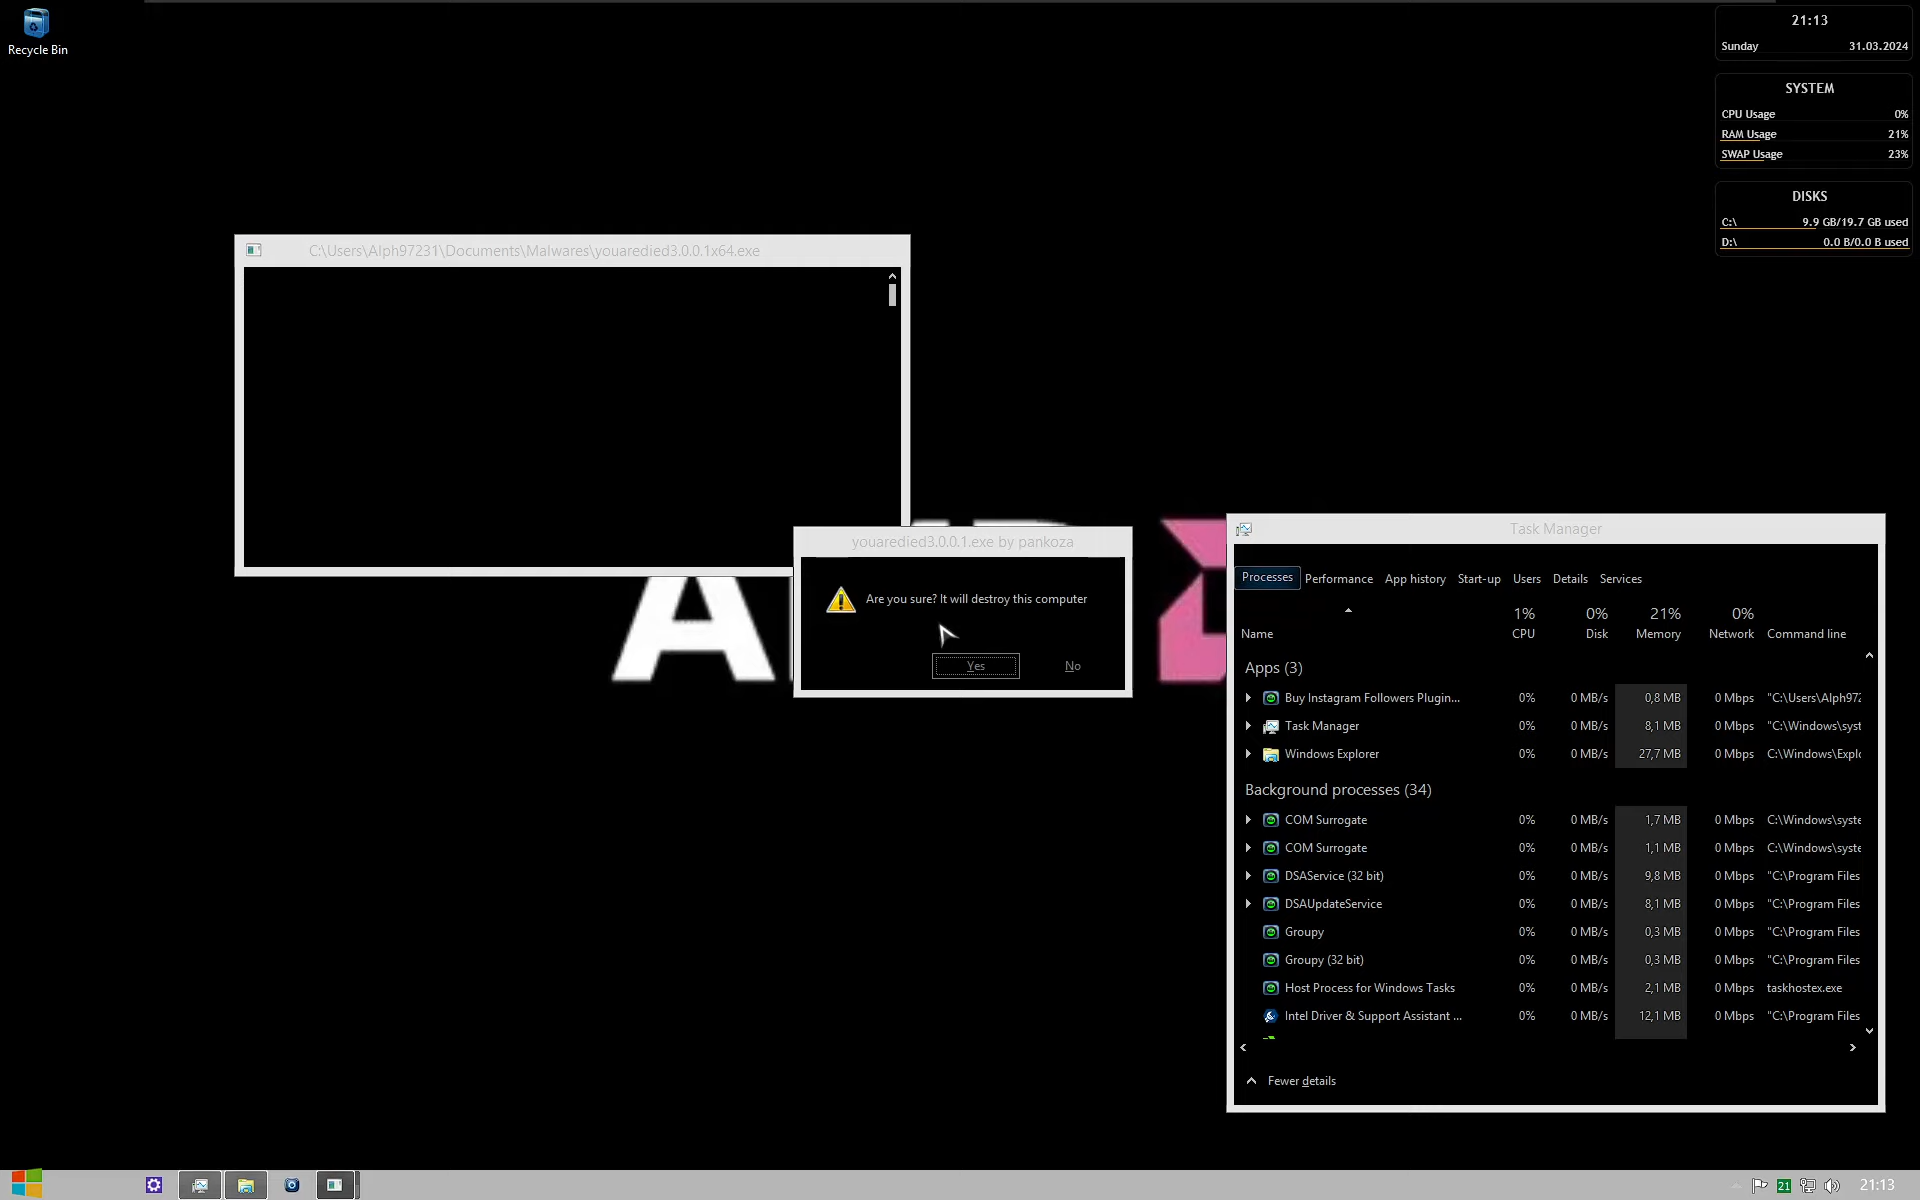 Recycle Bin
21:13
Sunday 31.03.2024
SYSTEM
CPU Usage 0%
RAM Usage 21%
SWAP Usage 23%
DISKS
C:\ 9.9 GB/19.7 GB used
D:\ 0.0 B/0.0 B used
C:\Users\Alph97231\Documents\Malwares\youaredied3.0.0.1x64.exe
youaredied3.0.0.1.exe by pankoza
Are you sure? It will destroy this computer
Yes No
Task Manager
Processes Performance App history Start-up Users Details Services
1% 0% 21% 0%
Name CPU Disk Memory Network Command line
Apps (3)
Buy Instagram Followers Plugin... 0% 0 MB/s 0,8 MB 0 Mbps "C:\Users\Alph972
Task Manager 0% 0 MB/s 8,1 MB 0 Mbps "C:\Windows\syst
Windows Explorer 0% 0 MB/s 27,7 MB 0 Mbps C:\Windows\Explo
Background processes (34)
COM Surrogate 0% 0 MB/s 1,7 MB 0 Mbps C:\Windows\syste
COM Surrogate 0% 0 MB/s 1,1 MB 0 Mbps C:\Windows\syste
DSAService (32 bit) 0% 0 MB/s 9,8 MB 0 Mbps "C:\Program Files
DSAUpdateService 0% 0 MB/s 8,1 MB 0 Mbps "C:\Program Files
Groupy 0% 0 MB/s 0,3 MB 0 Mbps "C:\Program Files
Groupy (32 bit) 0% 0 MB/s 0,3 MB 0 Mbps "C:\Program Files
Host Process for Windows Tasks 0% 0 MB/s 2,1 MB 0 Mbps taskhostex.exe
Intel Driver & Support Assistant ... 0% 0 MB/s 12,1 MB 0 Mbps "C:\Program Files
Fewer details
21 21:13